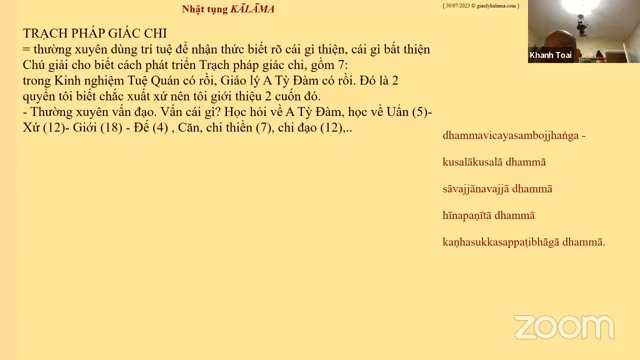 Nhật tụng KĀLĀMA
[ 30/07/2023 © giaolykalama.com ]
TRẠCH PHÁP GIÁC CHI
= thường xuyên dùng trí tuệ để nhận thức biết rõ cái gì thiện, cái gì bất thiện
Chú giải cho biết cách phát triển Trạch pháp giác chi, gồm 7:
trong Kinh nghiệm Tuệ Quán có rồi, Giáo lý A Tỳ Đàm có rồi. Đó là 2
quyển tôi biết chắc xuất xứ nên tôi giới thiệu 2 cuốn đó.
- Thường xuyên vấn đạo. Vấn cái gì? Học hỏi về A Tỳ Đàm, học về Uẩn (5)-
Xứ (12)- Giới (18) - Đế (4) , Căn, chi thiền (7), chi đạo (12),..
dhammavicayasambojjhaṅga -
kusalākusalā dhammā
sāvajjānavajjā dhammā
hīnapaṇītā dhammā
kaṇhasukkasappaṭibhāgā dhammā.
Khanh Toai
zoom